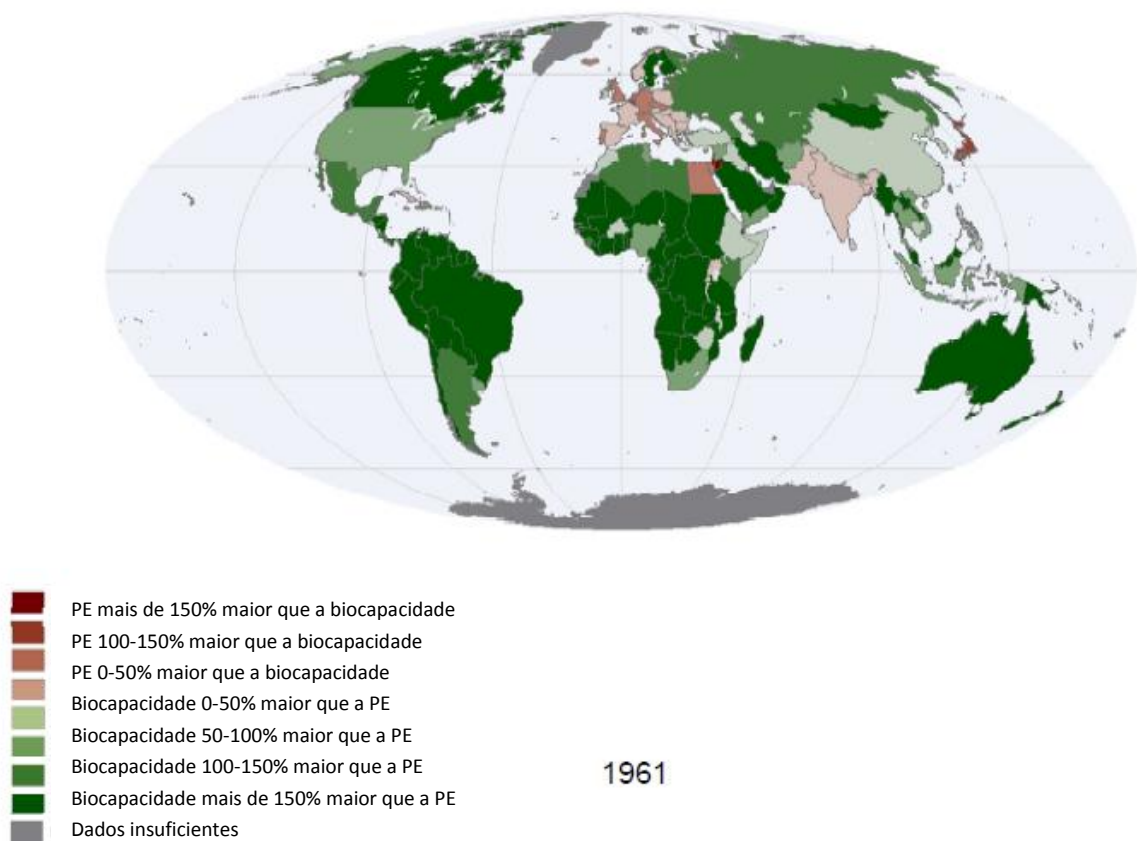 PE mais de 150% maior que a biocapacidade
PE 100-150% maior que a biocapacidade
PE 0-50% maior que a biocapacidade
Biocapacidade 0-50% maior que a PE
Biocapacidade 50-100% maior que a PE
Biocapacidade 100-150% maior que a PE
Biocapacidade mais de 150% maior que a PE
Dados insuficientes
1961